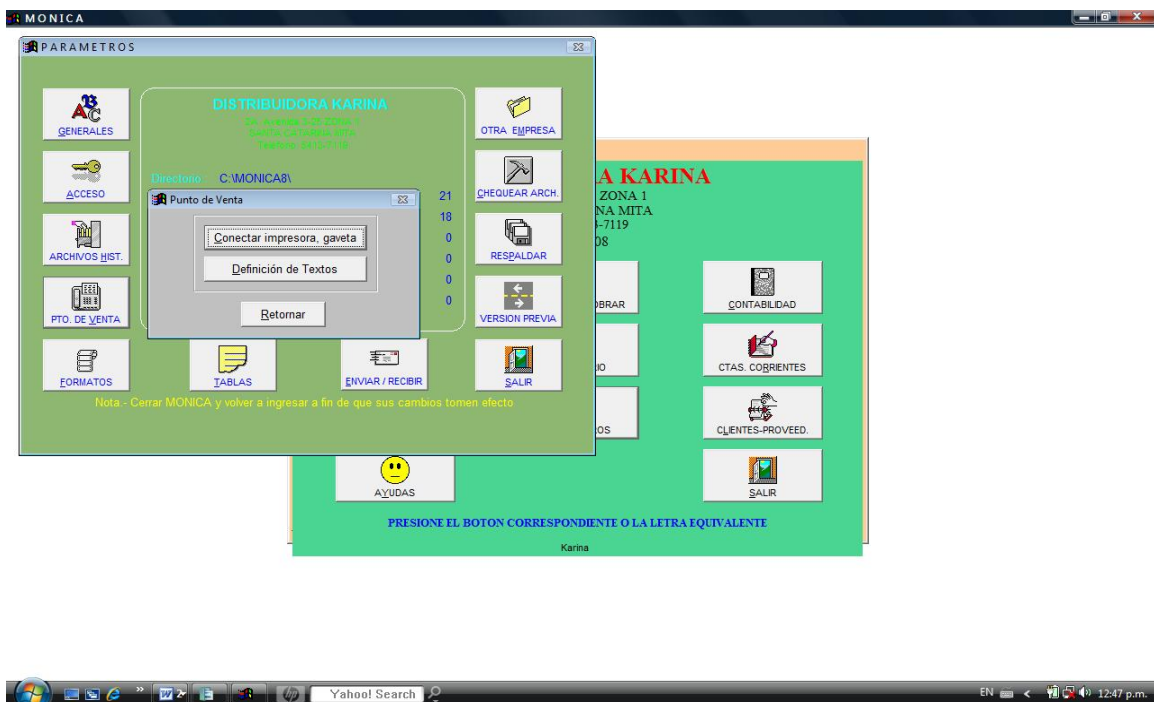 MONICA
PARAMETROS
GENERALES
DISTRIBUIDORA KARINA
OTRA EMPRESA
SANTA CATARINA MITA
ACCESO
Directorio : C:\MONICA8\
CHEQUEAR ARCH.
21
Punto de Venta
18
Conectar impresora, gaveta
0
ARCHIVOS HIST.
RESPALDAR
0
Definición de Textos
0
Retornar
0
PTO. DE VENTA
VERSION PREVIA
FORMATOS
TABLAS
ENVIAR / RECIBIR
SALIR
Nota.- Cerrar MONICA y volver a ingresar a fin de que sus cambios tomen efecto
A KARINA
ZONA 1
NA MITA
-7119
08
OBRAR
CONTABILIDAD
IO
CTAS. CORRIENTES
OS
CLIENTES-PROVEED.
AYUDAS
SALIR
PRESIONE EL BOTON CORRESPONDIENTE O LA LETRA EQUIVALENTE
Karina
Yahoo! Search
EN
12:47 p.m.